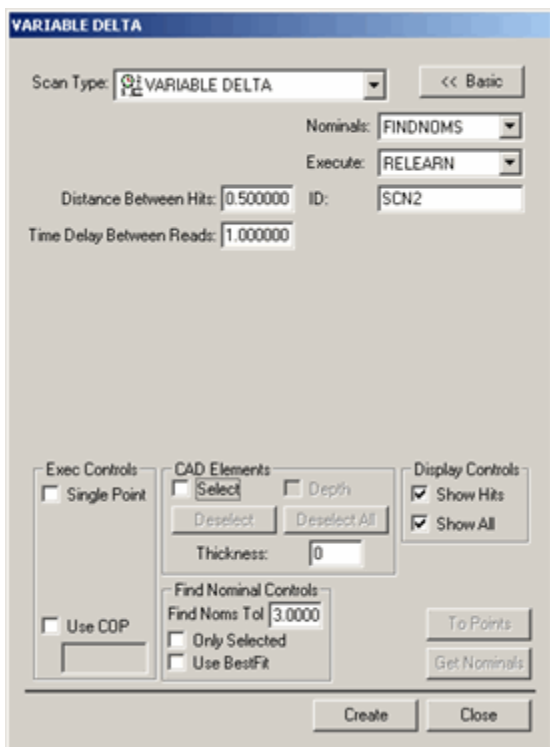 VARIABLE DELTA
Scan Type: VARIABLE DELTA << Basic
Nominals: FINDNOMS
Execute: RELEARN
Distance Between Hits: 0.500000 ID: SCN2
Time Delay Between Reads: 1.000000
Exec Controls CAD Elements Display Controls
Single Point Select Depth Show Hits
Deselect Deselect All Show All
Thickness: 0
Find Nominal Controls
Find Noms Tol 3.0000
Use COP Only Selected To Points
Use BestFit Get Nominals
Create Close